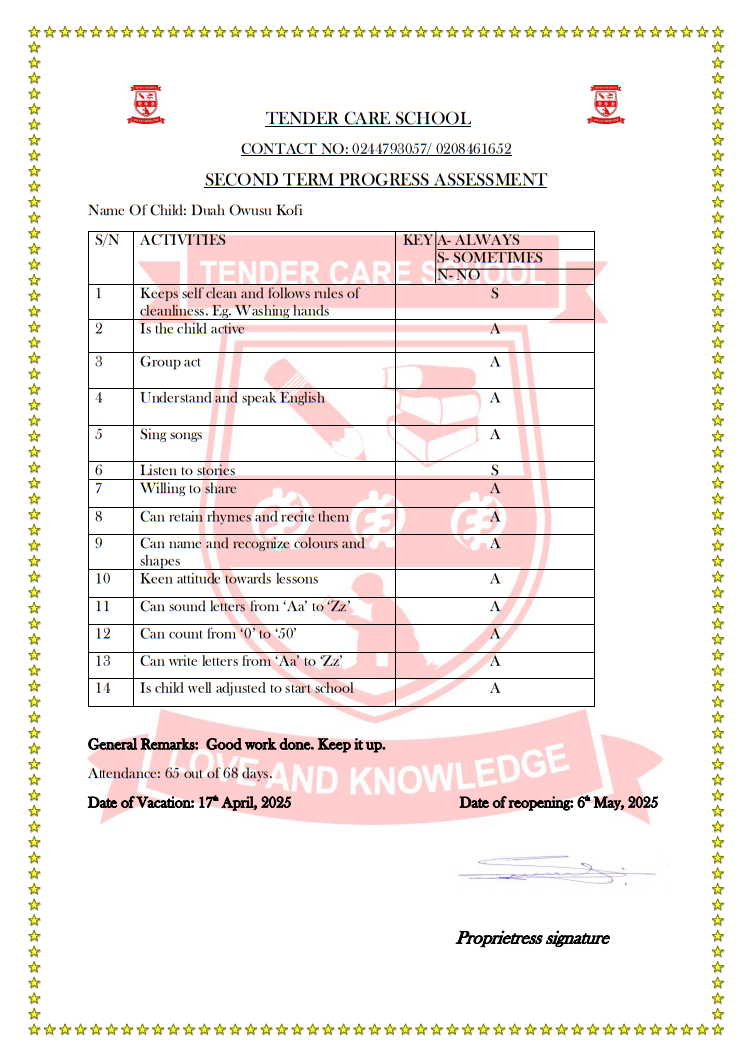 TENDER CARE SCHOOL
CONTACT NO: 0244793057/ 0208461652
SECOND TERM PROGRESS ASSESSMENT
Name Of Child: Duah Owusu Kofi
S/N ACTIVITIES KEY A- ALWAYS
S- SOMETIMES
N- NO
TENDER CARE SCHOOL
1 Keeps self clean and follows rules of S
cleanliness. Eg. Washing hands
2 Is the child active A
3 Group act A
4 Understand and speak English A
5 Sing songs A
6 Listen to stories S
7 Willing to share A
8 Can retain rhymes and recite them A
9 Can name and recognize colours and A
shapes
10 Keen attitude towards lessons A
11 Can sound letters from ‘Aa’ to ‘Zz’ A
12 Can count from ‘0’ to ‘50’ A
13 Can write letters from ‘Aa’ to ‘Zz’ A
14 Is child well adjusted to start school A
General Remarks: Good work done. Keep it up.
LOVE AND KNOWLEDGE
Attendance: 65 out of 68 days.
Date of Vacation: 17th April, 2025 Date of reopening: 6th May, 2025
Proprietress signature